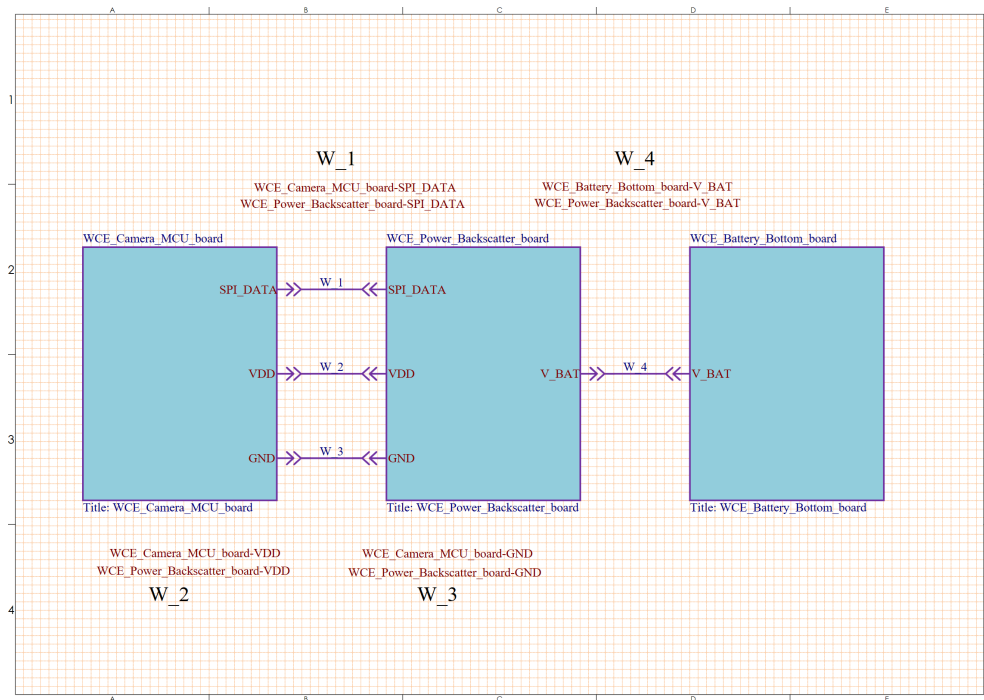 A B C D E
1
W_1 W_4
WCE_Camera_MCU_board-SPI_DATA WCE_Battery_Bottom_board-V_BAT
WCE_Power_Backscatter_board-SPI_DATA WCE_Power_Backscatter_board-V_BAT
WCE_Camera_MCU_board WCE_Power_Backscatter_board WCE_Battery_Bottom_board
2
SPI_DATA W_1 SPI_DATA
VDD W_2 VDD V_BAT W_4 V_BAT
3
GND W_3 GND
Title: WCE_Camera_MCU_board Title: WCE_Power_Backscatter_board Title: WCE_Battery_Bottom_board
WCE_Camera_MCU_board-VDD WCE_Camera_MCU_board-GND
WCE_Power_Backscatter_board-VDD WCE_Power_Backscatter_board-GND
W_2 W_3
4
A B C D E